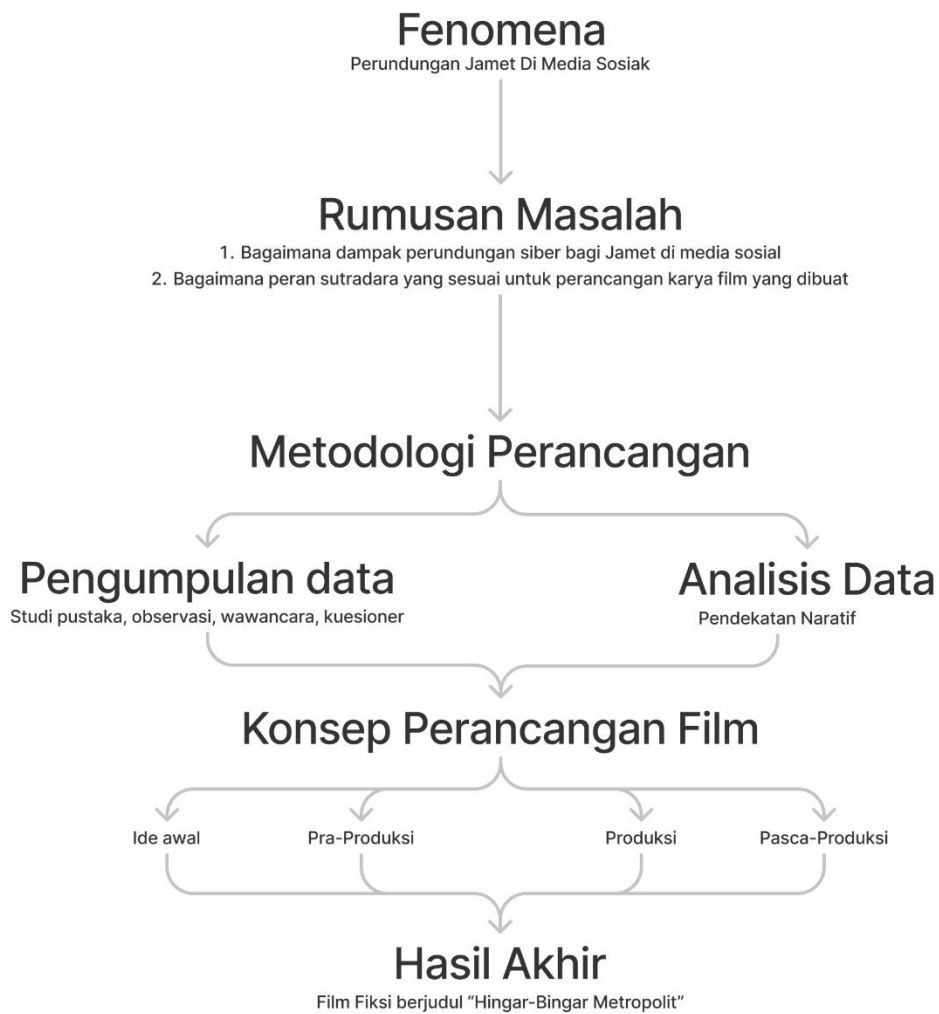 Fenomena
Perundungan Jamet Di Media Sosiak
Rumusan Masalah
1. Bagaimana dampak perundungan siber bagi Jamet di media sosial
2. Bagaimana peran sutradara yang sesuai untuk perancangan karya film yang dibuat
Metodologi Perancangan
Pengumpulan data
Studi pustaka, observasi, wawancara, kuesioner
Analisis Data
Pendekatan Naratif
Konsep Perancangan Film
Ide awal
Pra-Produksi
Produksi
Pasca-Produksi
Hasil Akhir
Film Fiksi berjudul “Hingar-Bingar Metropolit”